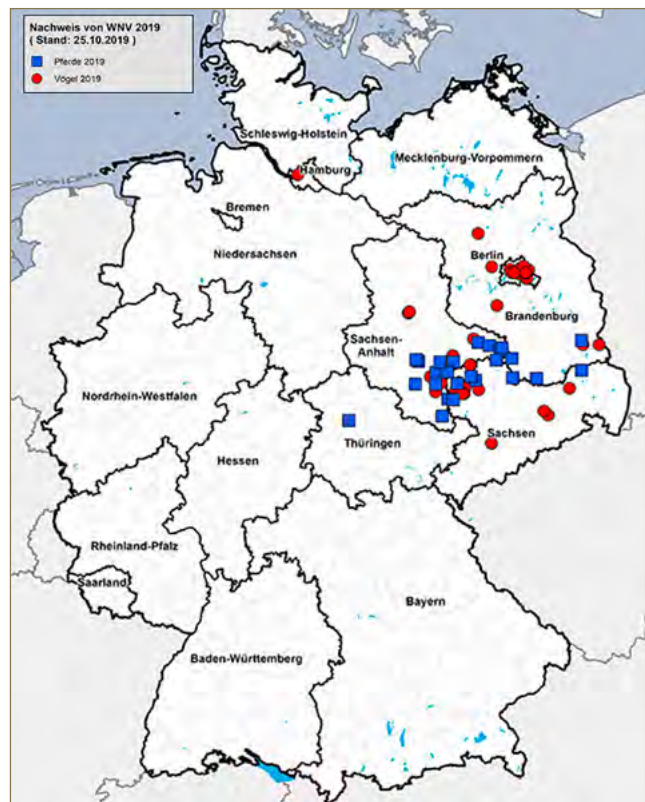 Nachweis von WNV 2019
( Stand: 25.10.2019 )
Pferde 2019
Vögel 2019
Schleswig-Holstein
Mecklenburg-Vorpommern
Hamburg
Bremen
Berlin
Niedersachsen
Brandenburg
Sachsen-
Anhalt
Nordrhein-Westfalen
Sachsen
Thüringen
Hessen
Rheinland-Pfalz
Saarland
Bayern
Baden-Württemberg